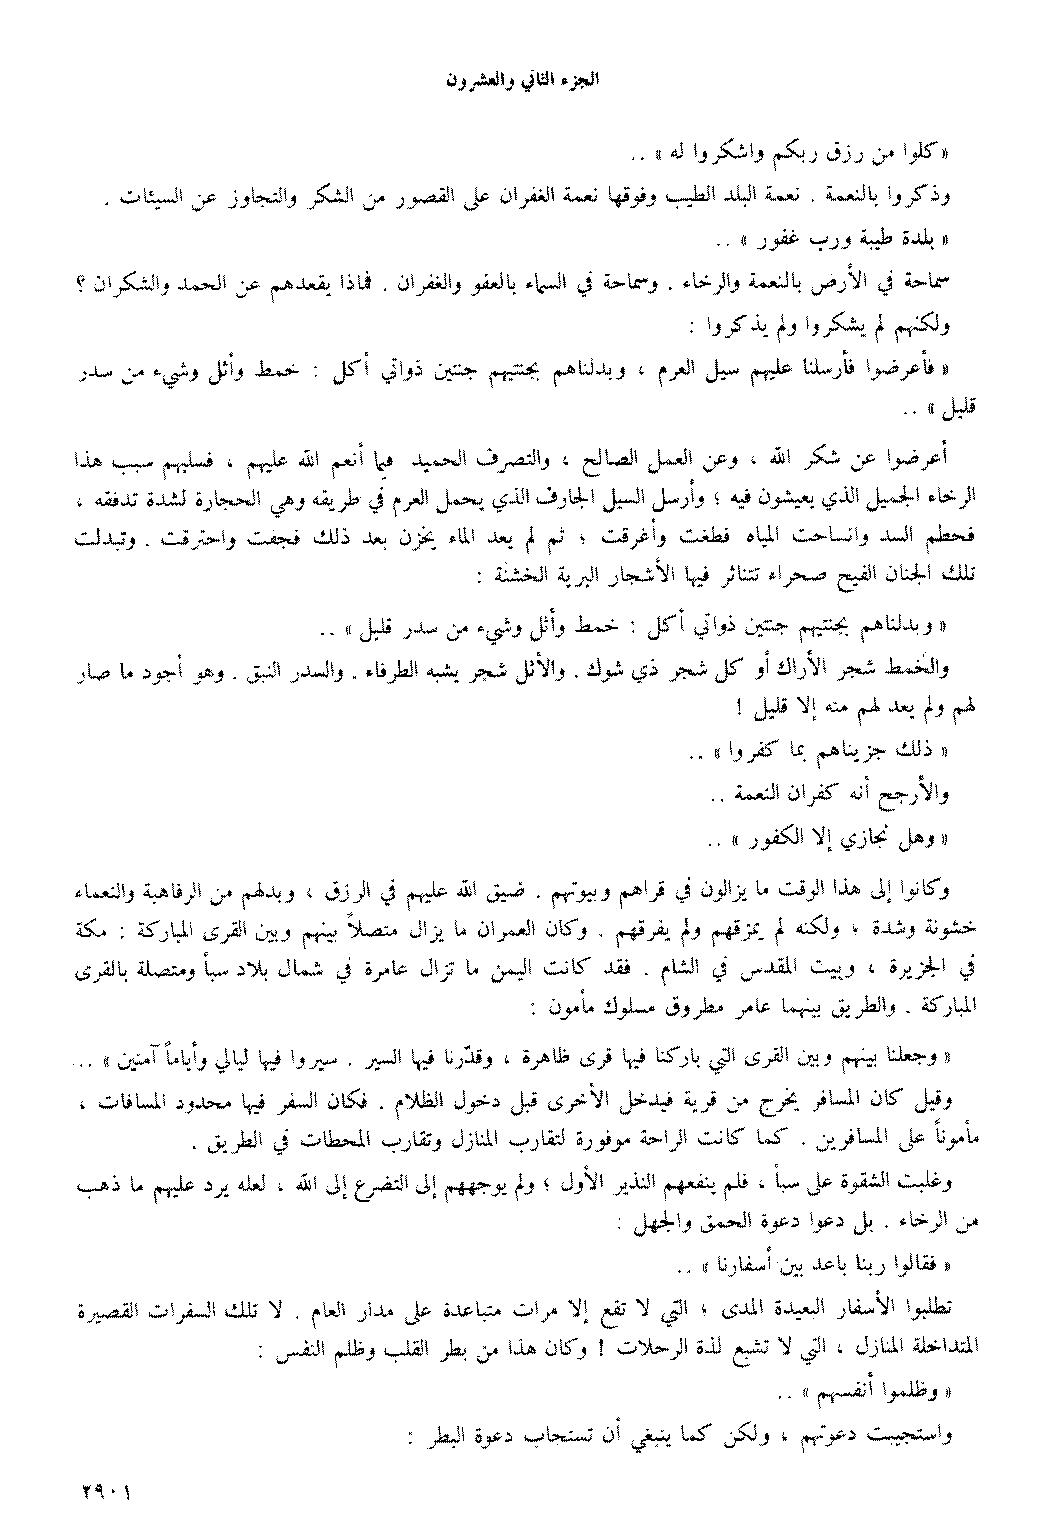 الجزء الثاني والعشرون
« كلوا من رزق ربكم واشكروا له » ..
وذكروا بالنعمة . نعمة البلد الطيب وفوقها نعمة الغفران على القصور من الشكر والتجاوز عن السيئات .
« بلدة طيبة ورب غفور » ..
سماحة في الأرض بالنعمة والرخاء . وسماحة في السماء بالعفو والغفران . فماذا يقعدهم عن الحمد والشكران ؟
ولكنهم لم يشكروا ولم يذكروا :
« فأعرضوا فأرسلنا عليهم سيل العرم ، وبدلناهم بجنتيهم جنتين ذواتي أكل : خمط وأثل وشيء من سدر
قليل » ..
أعرضوا عن شكر الله ، وعن العمل الصالح ، والتصرف الحميد فيما أنعم الله عليهم ، فسلبهم سبب هذا
الرخاء الجميل الذي يعيشون فيه ؛ وأرسل السيل الجارف الذي يحمل العرم في طريقه وهي الحجارة لشدة تدفقه ،
فحطم السد وانساحت المياه فطغت وأغرقت ؛ ثم لم يعد الماء يخزن بعد ذلك فجفت واحترقت . وتبدلت
تلك الجنان الفيح صحراء تتناثر فيها الأشجار البرية الخشنة :
« وبدلناهم بجنتيهم جنتين ذواتي أكل : خمط وأثل وشيء من سدر قليل » ..
والخمط شجر الأراك أو كل شجر ذي شوك . والأثل شجر يشبه الطرفاء . والسدر النبق . وهو أجود ما صار
لهم ولم يعد لهم منه إلا قليل !
« ذلك جزيناهم بما كفروا » ..
والأرجح أنه كفران النعمة ..
« وهل نجازي إلا الكفور » ..
وكانوا إلى هذا الوقت ما يزالون في قراهم وبيوتهم . ضيق الله عليهم في الرزق ، وبدلهم من الرفاهية والنعماء
خشونة وشدة ؛ ولكنه لم يمزقهم ولم يفرقهم . وكان العمران ما يزال متصلاً بينهم وبين القرى المباركة : مكة
في الجزيرة ، وبيت المقدس في الشام . فقد كانت اليمن ما تزال عامرة في شمال بلاد سبأ ومتصلة بالقرى
المباركة . والطريق بينهما عامر مطروق مسلوك مأمون :
« وجعلنا بينهم وبين القرى التي باركنا فيها قرى ظاهرة ، وقدّرنا فيها السير . سيروا فيها ليالي وأياماً آمنين » ..
وقيل كان المسافر يخرج من قرية فيدخل الأخرى قبل دخول الظلام . فكان السفر فيها محدود المسافات ،
مأموناً على المسافرين . كما كانت الراحة موفورة لتقارب المنازل وتقارب المحطات في الطريق .
وغلبت الشقوة على سبأ ، فلم ينفعهم النذير الأول ؛ ولم يوجههم إلى التضرع إلى الله ، لعله يرد عليهم ما ذهب
من الرخاء . بل دعوا دعوة الحمق والجهل :
« فقالوا ربنا باعد بين أسفارنا » ..
تطلبوا الأسفار البعيدة المدى ؛ التي لا تقع إلا مرات متباعدة على مدار العام . لا تلك السفرات القصيرة
المتداخلة المنازل ، التي لا تشبع لذة الرحلات ! وكان هذا من بطر القلب وظلم النفس :
« وظلموا أنفسهم » ..
واستجيبت دعوتهم ، ولكن كما ينبغي أن تستجاب دعوة البطر :
٢٩٠١